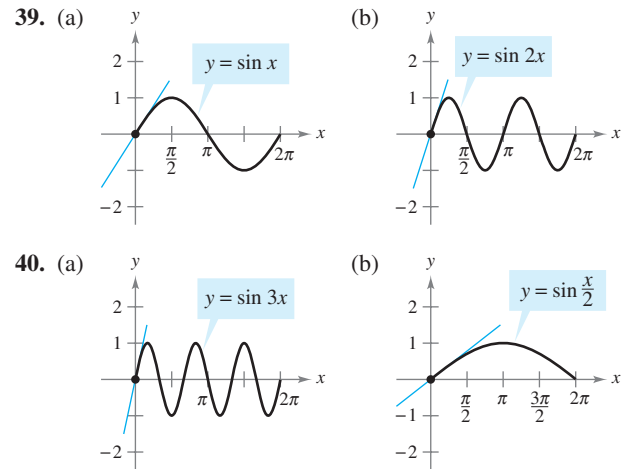 39. (a)
y
2
1
−2
y = sin x
π/2
π
2π
x
(b)
y
2
1
−2
y = sin 2x
π/2
π
2π
x
40. (a)
y
2
1
−2
y = sin 3x
π
2π
x
(b)
y
2
1
−1
−2
y = sin x/2
π/2
π
3π/2
2π
x